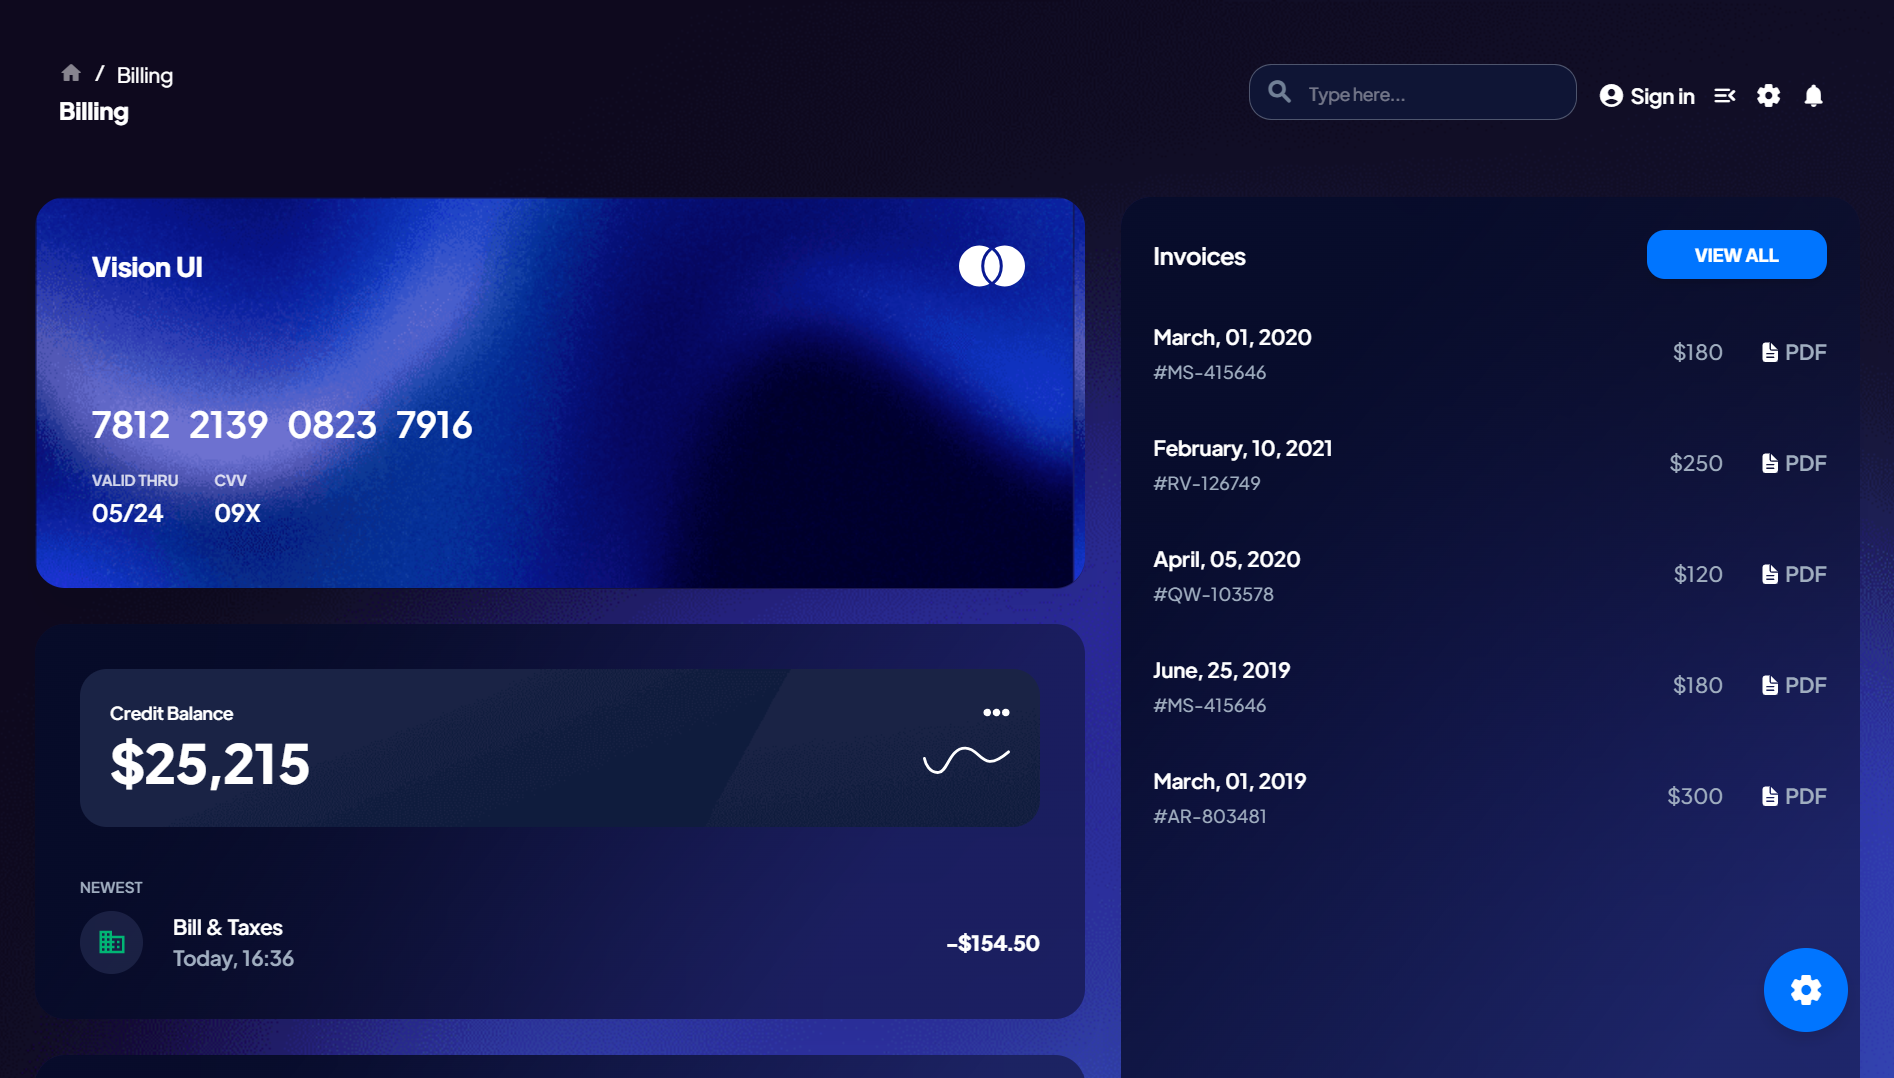 / Billing
Billing
Type here...
Sign in
Vision UI
7812 2139 0823 7916
VALID THRU CVV
05/24 09X
Credit Balance
$25,215
NEWEST
Bill & Taxes
Today, 16:36
-$154.50
Invoices
VIEW ALL
March, 01, 2020
#MS-415646
$180 PDF
February, 10, 2021
#RV-126749
$250 PDF
April, 05, 2020
#QW-103578
$120 PDF
June, 25, 2019
#MS-415646
$180 PDF
March, 01, 2019
#AR-803481
$300 PDF